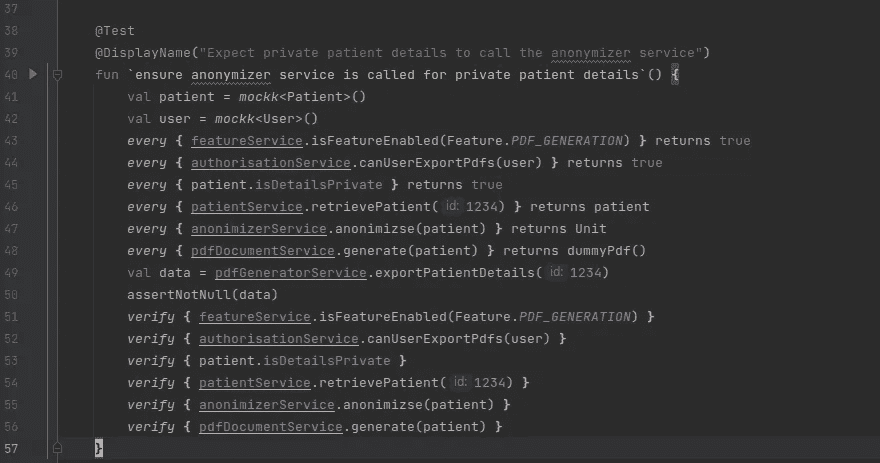 37
38 @Test
39 @DisplayName("Expect private patient details to call the anonymizer service")
40 fun `ensure anonymizer service is called for private patient details`() {
41 val patient = mockk<Patient>()
42 val user = mockk<User>()
43 every { featureService.isFeatureEnabled(Feature.PDF_GENERATION) } returns true
44 every { authorisationService.canUserExportPdfs(user) } returns true
45 every { patient.isDetailsPrivate } returns true
46 every { patientService.retrievePatient( id: 1234) } returns patient
47 every { anonimizerService.anonimizse(patient) } returns Unit
48 every { pdfDocumentService.generate(patient) } returns dummyPdf()
49 val data = pdfGeneratorService.exportPatientDetails( id: 1234)
50 assertNotNull(data)
51 verify { featureService.isFeatureEnabled(Feature.PDF_GENERATION) }
52 verify { authorisationService.canUserExportPdfs(user) }
53 verify { patient.isDetailsPrivate }
54 verify { patientService.retrievePatient( id: 1234) }
55 verify { anonimizerService.anonimizse(patient) }
56 verify { pdfDocumentService.generate(patient) }
57 }